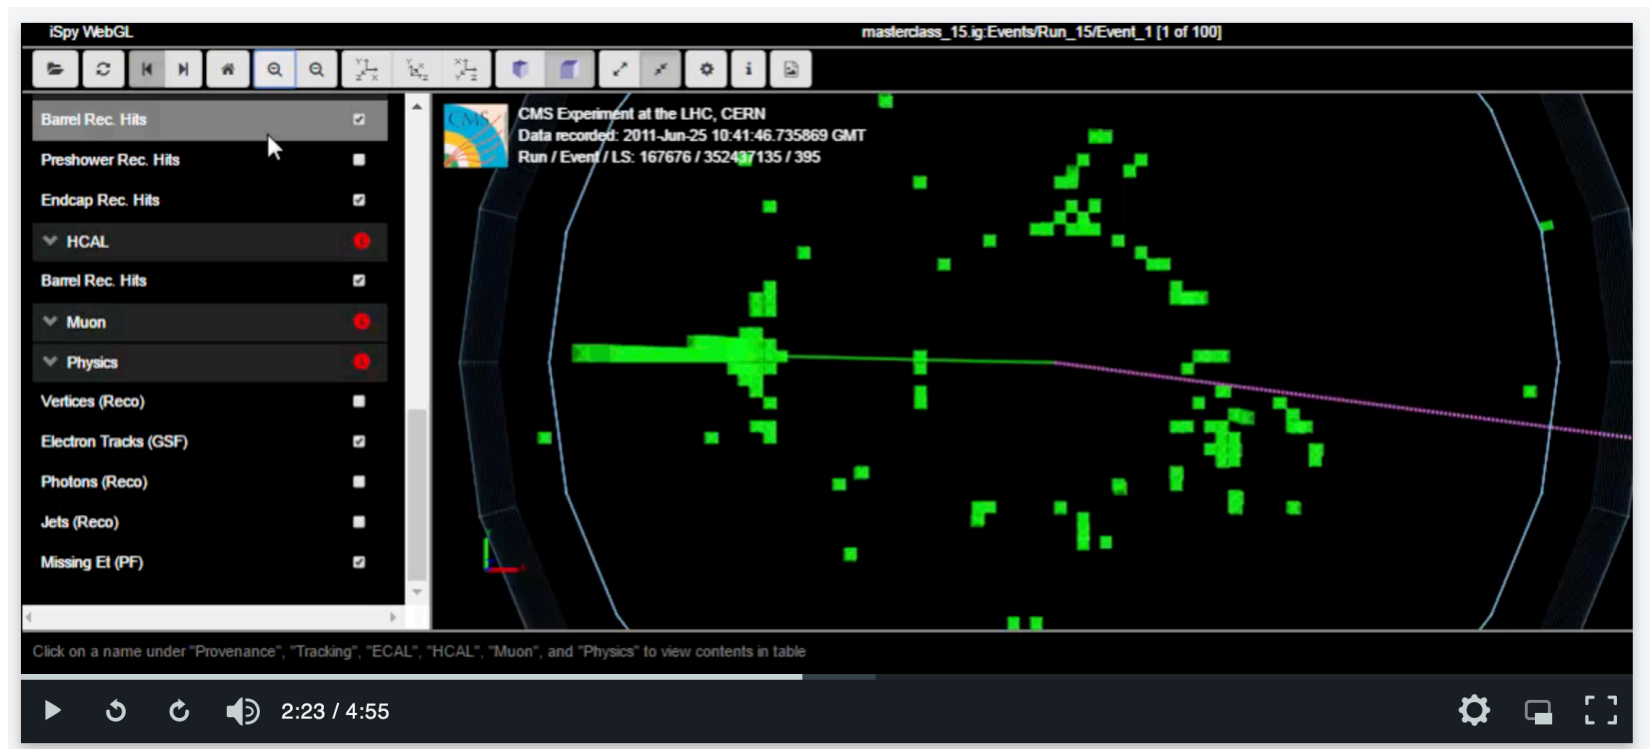 iSpy WebGL
masterclass_15.ig:Events/Run_15/Event_1 [1 of 100]
Barrel Rec. Hits
Preshower Rec. Hits
Endcap Rec. Hits
HCAL
Barrel Rec. Hits
Muon
Physics
Vertices (Reco)
Electron Tracks (GSF)
Photons (Reco)
Jets (Reco)
Missing Et (PF)
CMS
CMS Experiment at the LHC, CERN
Data recorded: 2011-Jun-25 10:41:46.735869 GMT
Run / Event / LS: 167676 / 352437135 / 395
Click on a name under "Provenance", "Tracking", "ECAL", "HCAL", "Muon", and "Physics" to view contents in table
2:23 / 4:55